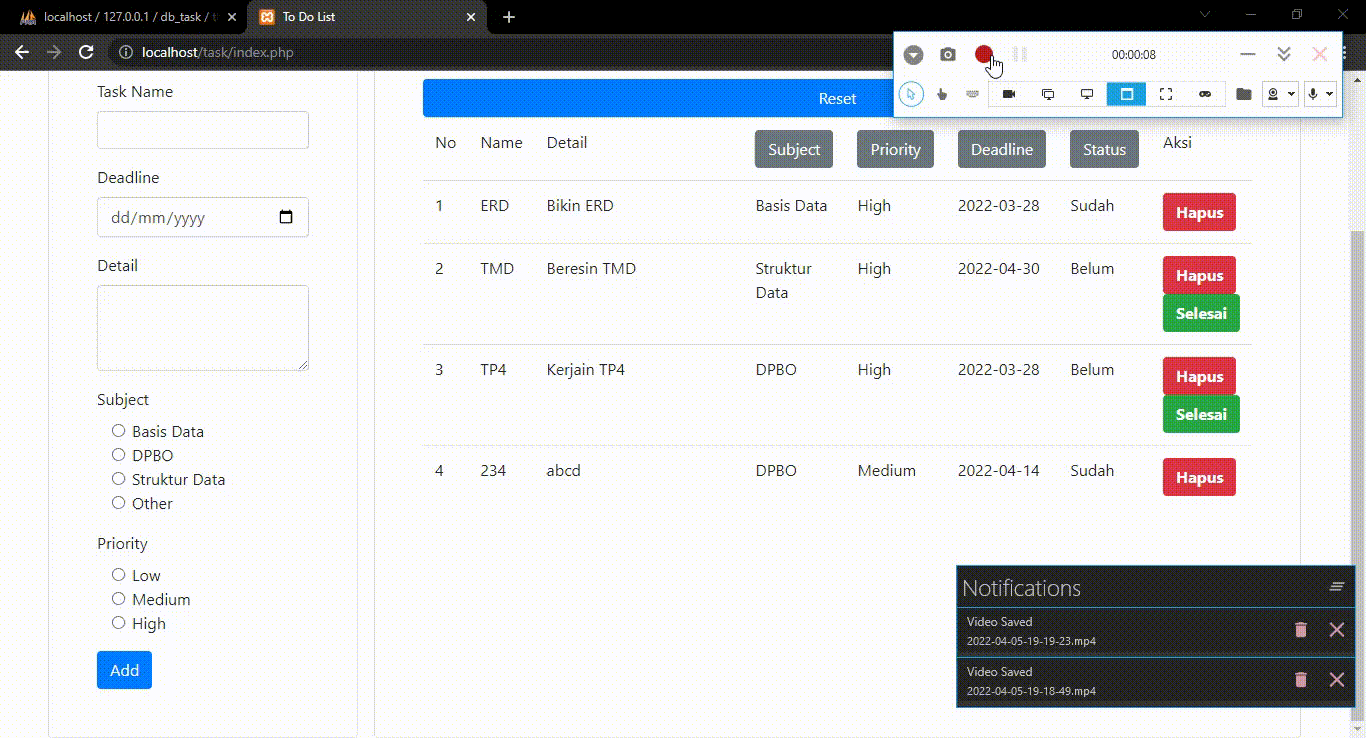 localhost / 127.0.0.1 / db_task / t
To Do List
localhost/task/index.php
00:00:08
Task Name
Deadline
dd/mm/yyyy
Detail
Subject
Basis Data
DPBO
Struktur Data
Other
Priority
Low
Medium
High
Add
Reset
No Name Detail Subject Priority Deadline Status Aksi
1 ERD Bikin ERD Basis Data High 2022-03-28 Sudah Hapus
2 TMD Beresin TMD Struktur High 2022-04-30 Belum Hapus
Data
Selesai
3 TP4 Kerjain TP4 DPBO High 2022-03-28 Belum Hapus
Selesai
4 234 abcd DPBO Medium 2022-04-14 Sudah Hapus
Notifications
Video Saved
2022-04-05-19-19-23.mp4
Video Saved
2022-04-05-19-18-49.mp4